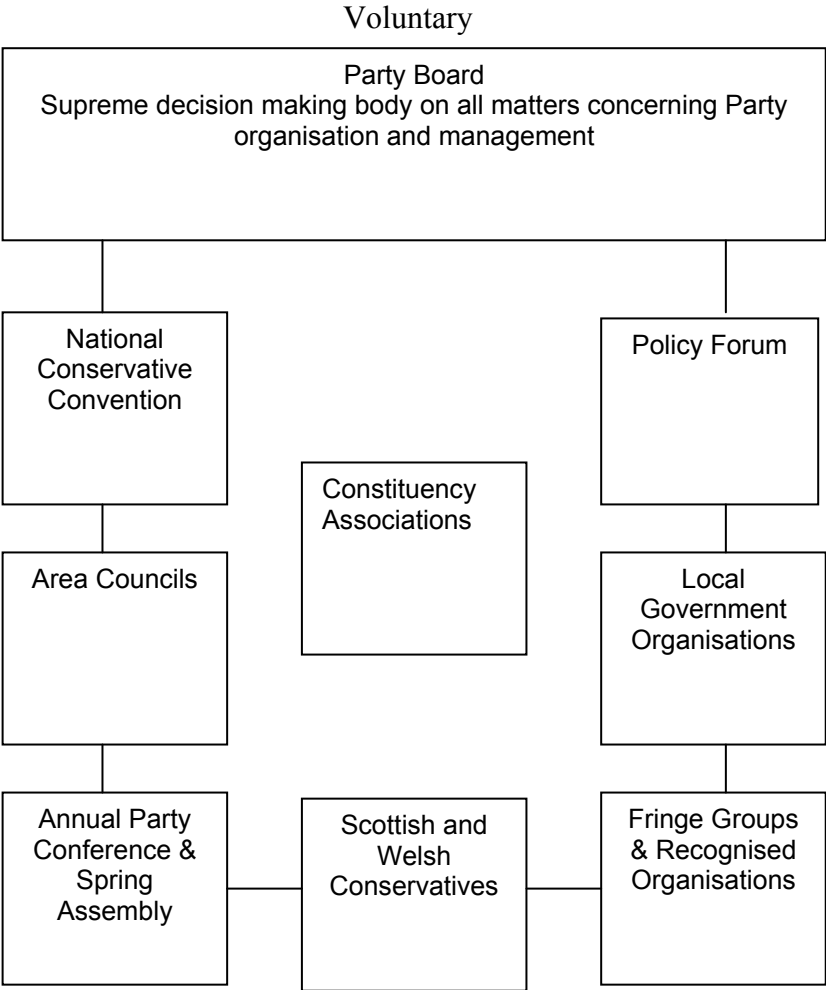 Voluntary
Party Board
Supreme decision making body on all matters concerning Party
organisation and management
National
Conservative
Convention
Policy Forum
Constituency
Associations
Area Councils
Local
Government
Organisations
Annual Party
Conference &
Spring
Assembly
Scottish and
Welsh
Conservatives
Fringe Groups
& Recognised
Organisations